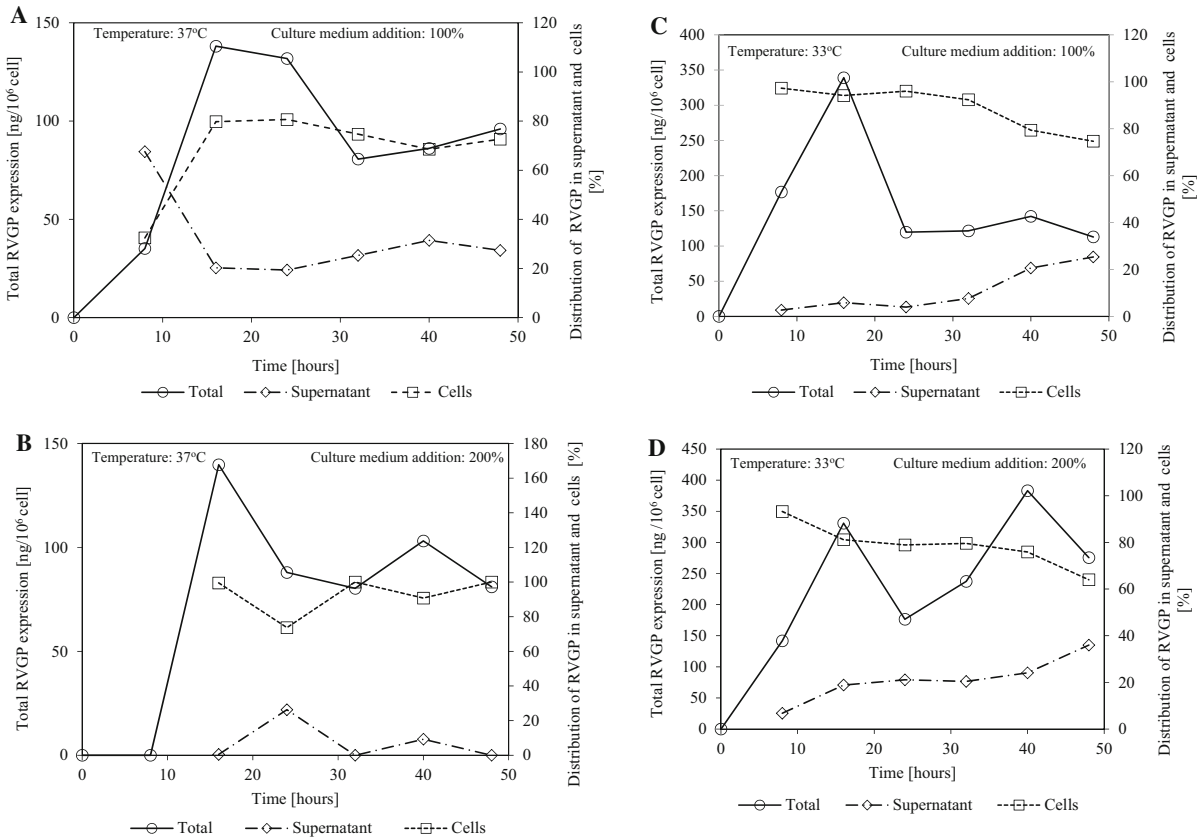 A
Temperature: 37°C Culture medium addition: 100%
Total RVGP expression [ng/10⁶ cell]
150
100
50
0
Distribution of RVGP in supernatant and cells
[%]
120
100
80
60
40
20
0
0 10 20 30 40 50
Time [hours]
Total Supernatant Cells
B
Temperature: 37°C Culture medium addition: 200%
Total RVGP expression [ng/10⁶ cell]
150
100
50
0
Distribution of RVGP in supernatant and cells [%]
180
160
140
120
100
80
60
40
20
0
0 10 20 30 40 50
Time [hours]
Total Supernatant Cells
C
Temperature: 33°C Culture medium addition: 100%
Total RVGP expression [ng/10⁶ cell]
400
350
300
250
200
150
100
50
0
Distribution of RVGP in supernatant and cells
[%]
120
100
80
60
40
20
0
0 10 20 30 40 50
Time [hours]
Total Supernatant Cells
D
Temperature: 33°C Culture medium addition: 200%
Total RVGP expression [ng /10⁶ cell]
450
400
350
300
250
200
150
100
50
0
Distribution of RVGP in supernatant and cells
[%]
120
100
80
60
40
20
0
0 10 20 30 40 50
Time [hours]
Total Supernatant Cells